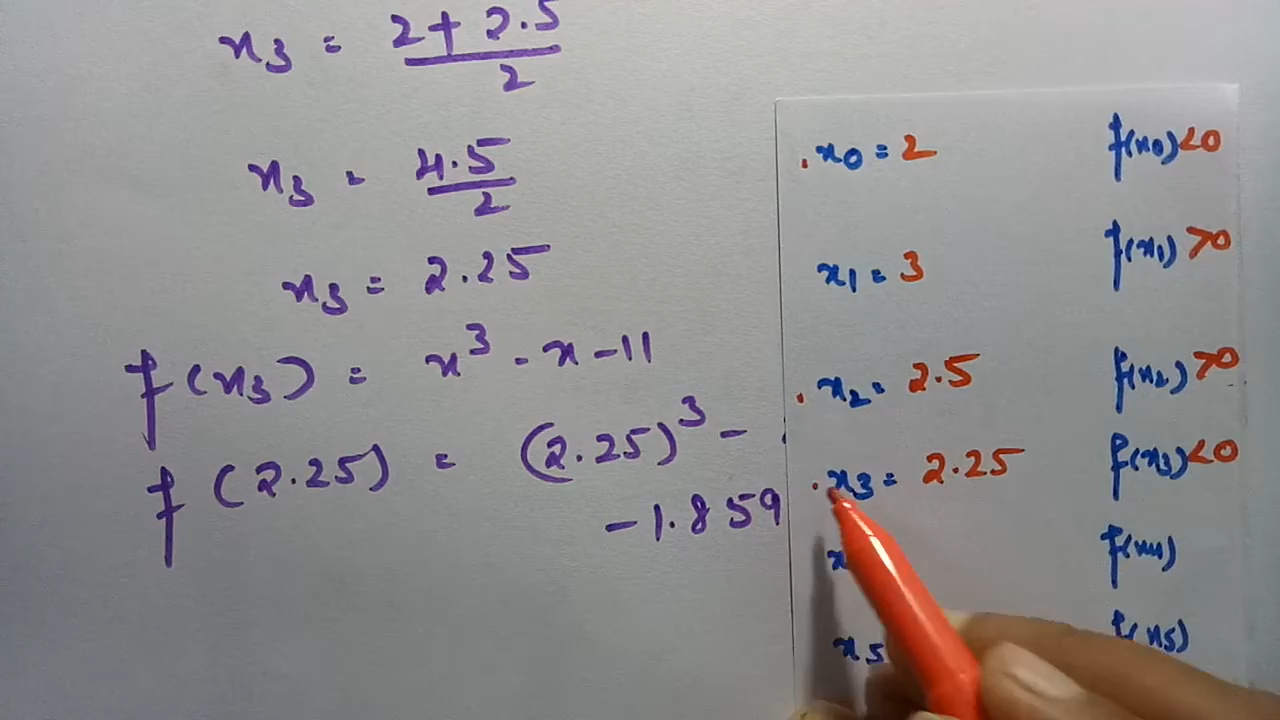 x₃ = (2 + 2.5)/2
x₃ = 4.5/2
x₃ = 2.25
f(x₃) = x³ - x - 11
f(2.25) = (2.25)³ -
-1.859
x₀ = 2 f(x₀) < 0
x₁ = 3 f(x₁) > 0
x₂ = 2.5 f(x₂) > 0
x₃ = 2.25 f(x₃) < 0
f(x₄)
x₅ f(x₅)